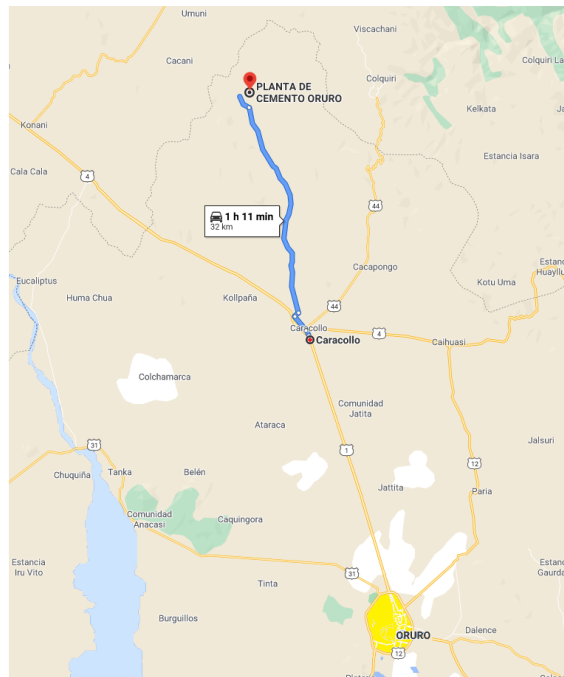 Umuni
Viscachani
Cacani
Colquiri
Colquiri La
PLANTA DE
CEMENTO ORURO
Kelkata
Konani
Estancia Isara
Cala Cala
4
44
1 h 11 min
32 km
Cacapongo
Estanc
Huayllu
Kotu Uma
Eucaliptus
Huma Chua
Kollpaña
44
Caracollo
4
Caracollo
Caihuasi
Colchamarca
Comunidad
Jatita
Ataraca
Jalsuri
31
1
12
Chuquiña
Tanka
Belén
Jattita
Paria
Comunidad
Anacasi
Caquingora
Estancia
Iru Vito
Estanc
Gaurda
31
Tinta
Burguillos
ORURO
Dalence
12